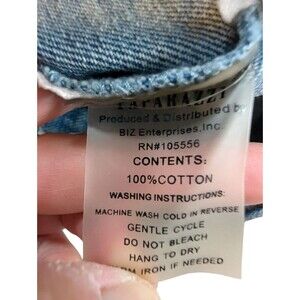 PAPARAZZI
Produced & Distributed by
BIZ Enterprises, Inc.
RN#105556
CONTENTS:
100%COTTON
WASHING INSTRUCTIONS:
MACHINE WASH COLD IN REVERSE
GENTLE CYCLE
DO NOT BLEACH
HANG TO DRY
IRON IF NEEDED